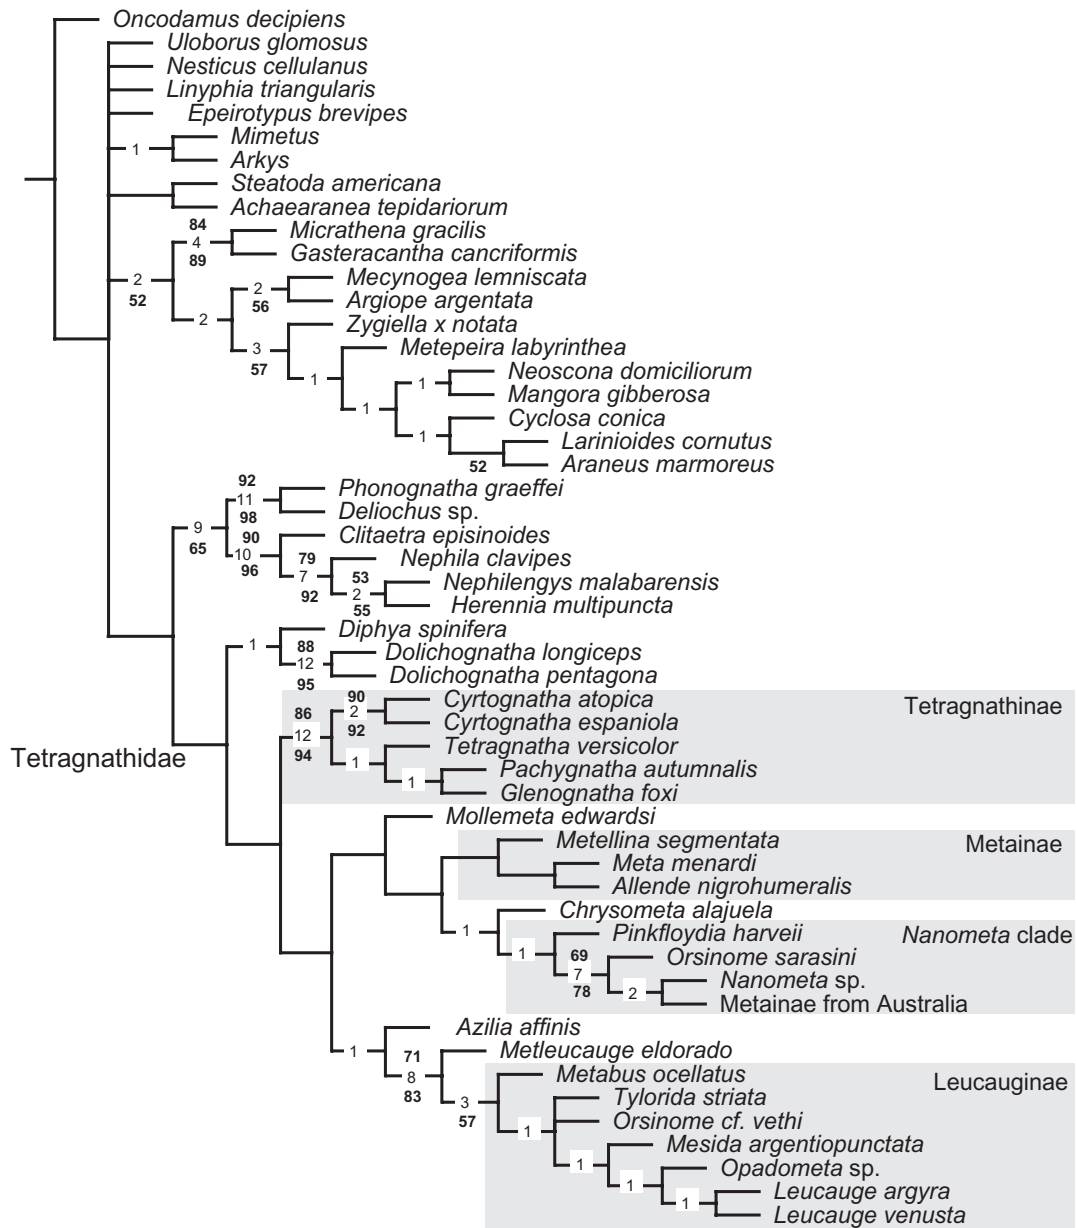 Oncodamus decipiens
Uloborus glomosus
Nesticus cellulanus
Linyphia triangularis
Epeirotypus brevipes
Mimetus
1
Arkys
Steatoda americana
Achaearanea tepidariorum
84
Micrathena gracilis
4
Gasteracantha cancriformis
89
Mecynogea lemniscata
2
2
52
56
Argiope argentata
2
Zygiella x notata
3
Metepeira labyrinthea
57
1
Neoscona domiciliorum
1
Mangora gibberosa
1
Cyclosa conica
1
Larinioides cornutus
52
Araneus marmoreus
92
Phonognatha graeffei
11
Deliochus sp.
98
9
90
Clitaetra episinoides
65
10
79
Nephila clavipes
96
7
53
Nephilengys malabarensis
92
2
55
Herennia multipuncta
Diphya spinifera
1
88
Dolichognatha longiceps
12
Dolichognatha pentagona
95
90
Cyrtognatha atopica
Tetragnathinae
86
2
Cyrtognatha espaniola
12
92
Tetragnatha versicolor
94
1
Tetragnathidae
Pachygnatha autumnalis
1
Glenognatha foxi
Mollemeta edwardsi
Metellina segmentata
Metainae
Meta menardi
Allende nigrohumeralis
Chrysometa alajuela
1
Pinkfloydia harveii
Nanometa clade
1
69
Orsinome sarasini
7
Nanometa sp.
78
2
Metainae from Australia
Azilia affinis
1
71
Metleucauge eldorado
8
Metabus ocellatus
Leucauginae
83
3
Tylorida striata
57
Orsinome cf. vethi
1
Mesida argentiopunctata
1
Opadometa sp.
1
Leucauge argyra
1
Leucauge venusta